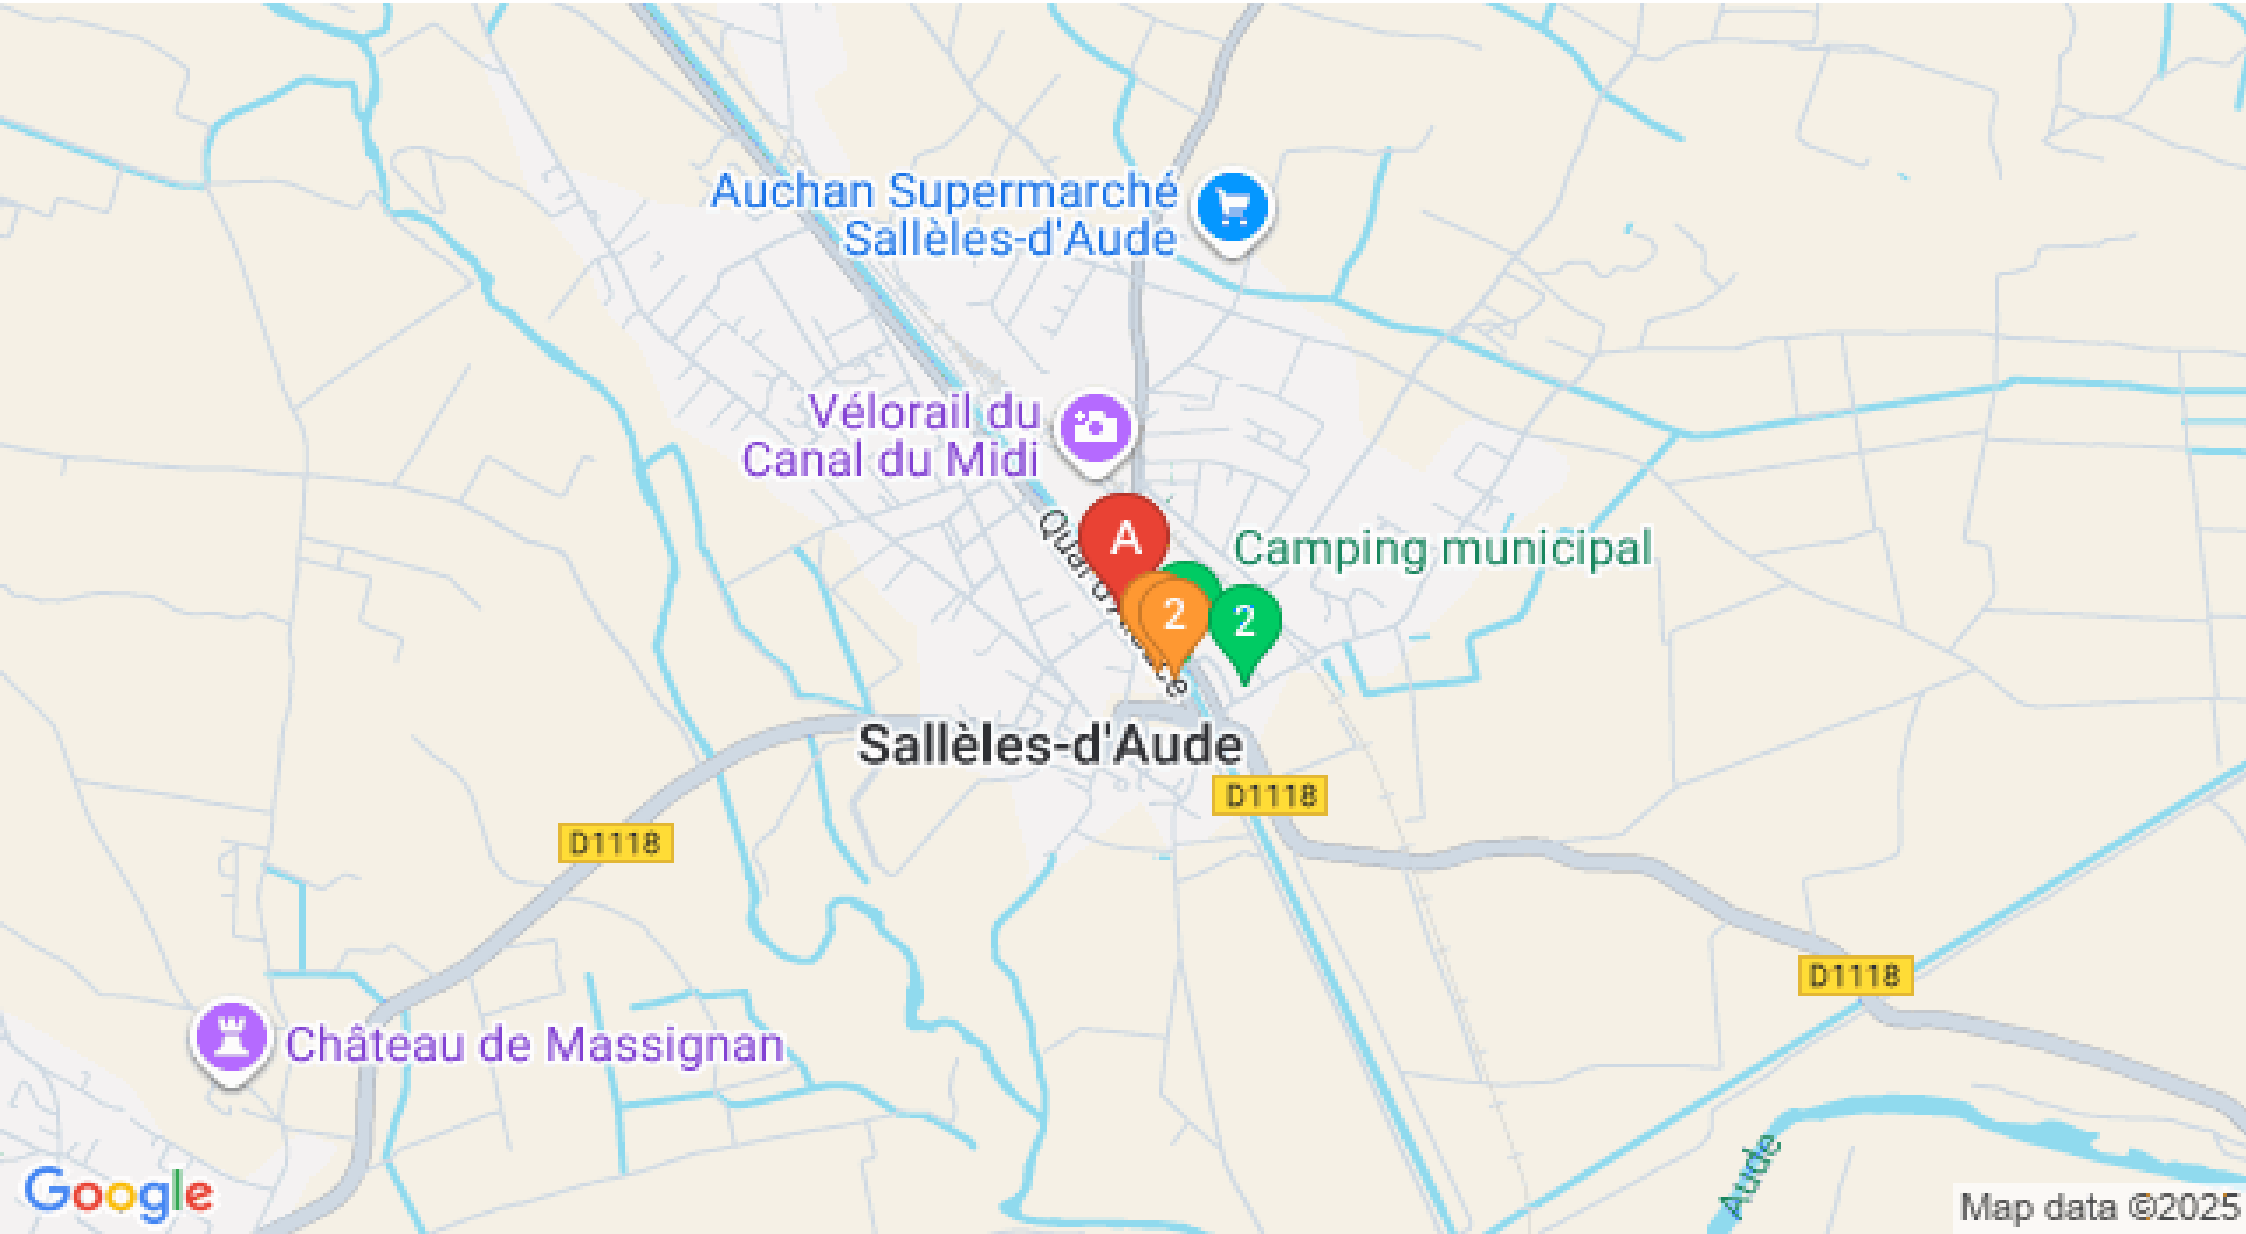 Auchan Supermarché
Sallèles-d'Aude
Vélorail du
Canal du Midi
A
Camping municipal
2
2
Sallèles-d'Aude
D1118
D1118
D1118
Château de Massignan
Aude
Google
Map data ©2025